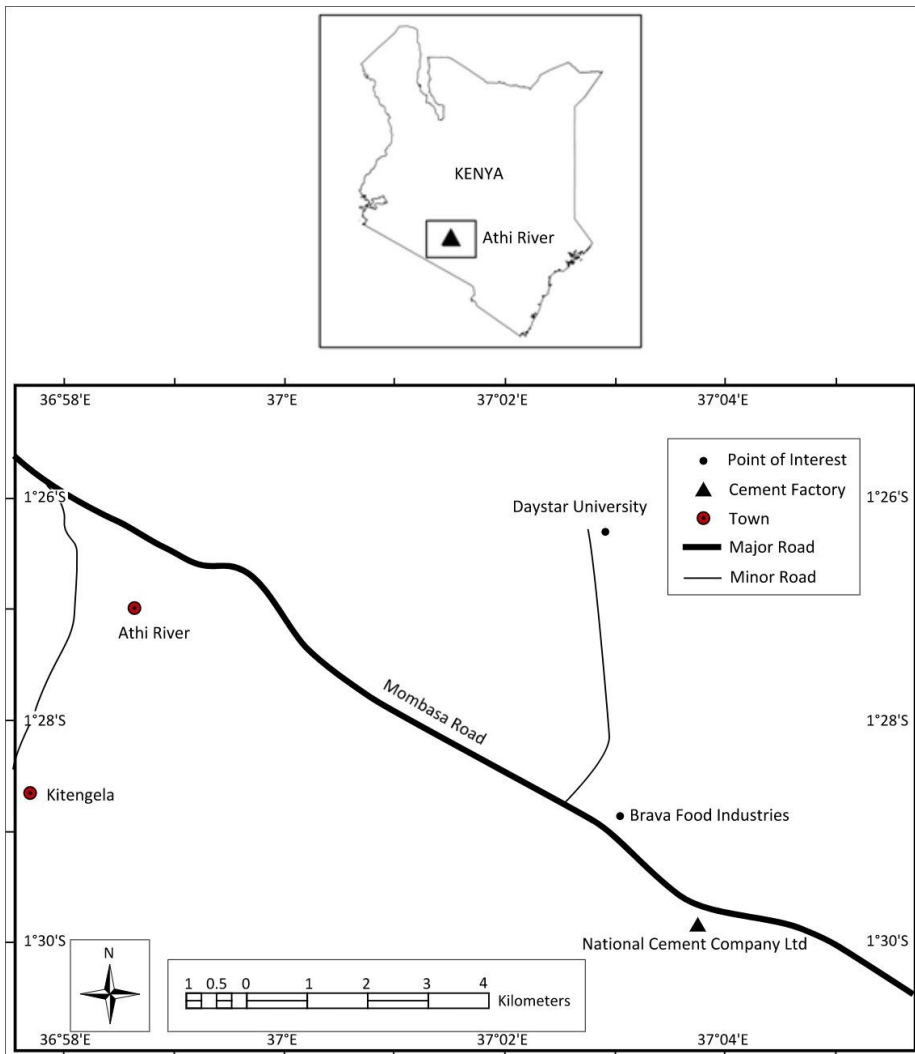 KENYA
Athi River
36°58'E 37°E 37°02'E 37°04'E
Point of Interest
Cement Factory
Town
Major Road
Minor Road
1°26'S 1°26'S
Daystar University
Athi River
Mombasa Road
1°28'S 1°28'S
Kitengela
Brava Food Industries
1°30'S 1°30'S
National Cement Company Ltd
N
1 0.5 0 1 2 3 4
Kilometers
36°58'E 37°E 37°02'E 37°04'E